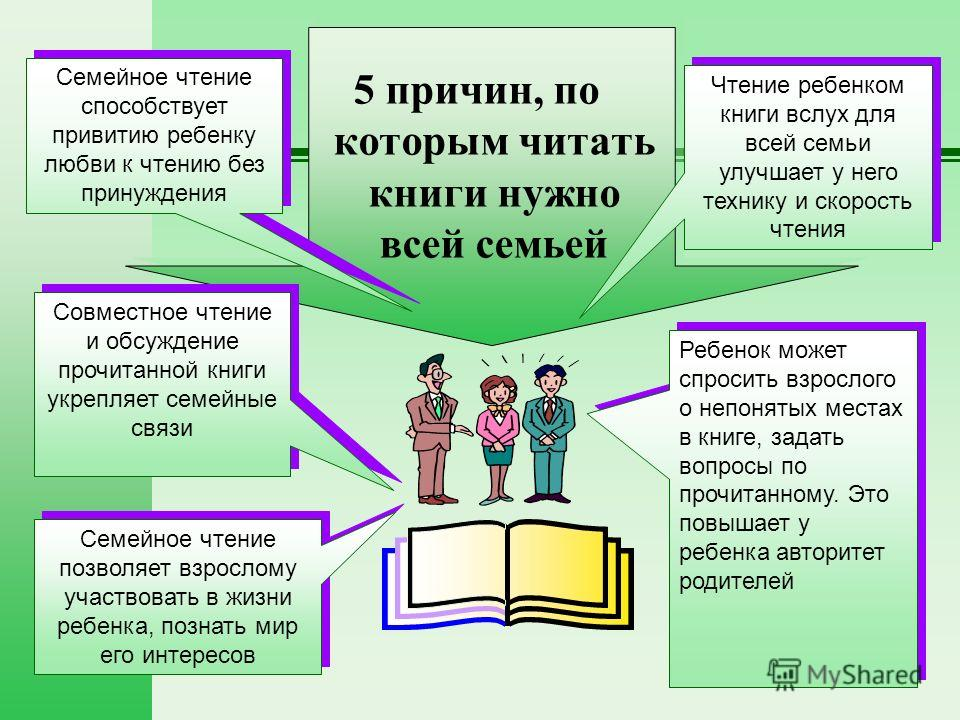 5 причин, по
которым читать
книги нужно
всей семьей
Семейное чтение
способствует
привитию ребенку
любви к чтению без
принуждения
Чтение ребенком
книги вслух для
всей семьи
улучшает у него
технику и скорость
чтения
Совместное чтение
и обсуждение
прочитанной книги
укрепляет семейные
связи
Ребенок может
спросить взрослого
о непонятых местах
в книге, задать
вопросы по
прочитанному. Это
повышает у
ребенка авторитет
родителей
Семейное чтение
позволяет взрослому
участвовать в жизни
ребенка, познать мир
его интересов
MyShared